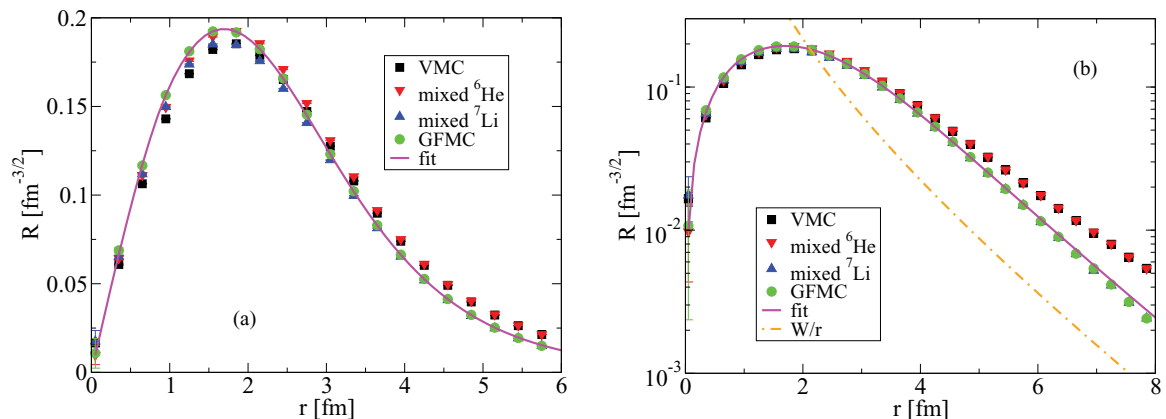 0.2
0.15
0.1
0.05
0
R [fm⁻³/²]
0 1 2 3 4 5 6
r [fm]
(a)
VMC
mixed ⁶He
mixed ⁷Li
GFMC
fit
10⁻¹
10⁻²
10⁻³
R [fm⁻³/²]
0 2 4 6 8
r [fm]
(b)
VMC
mixed ⁶He
mixed ⁷Li
GFMC
fit
W/r